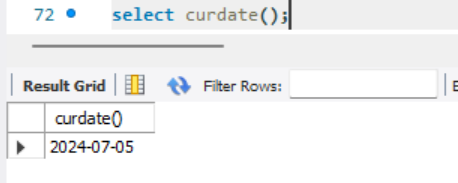 72 select curdate();
Result Grid Filter Rows:
curdate()
2024-07-05